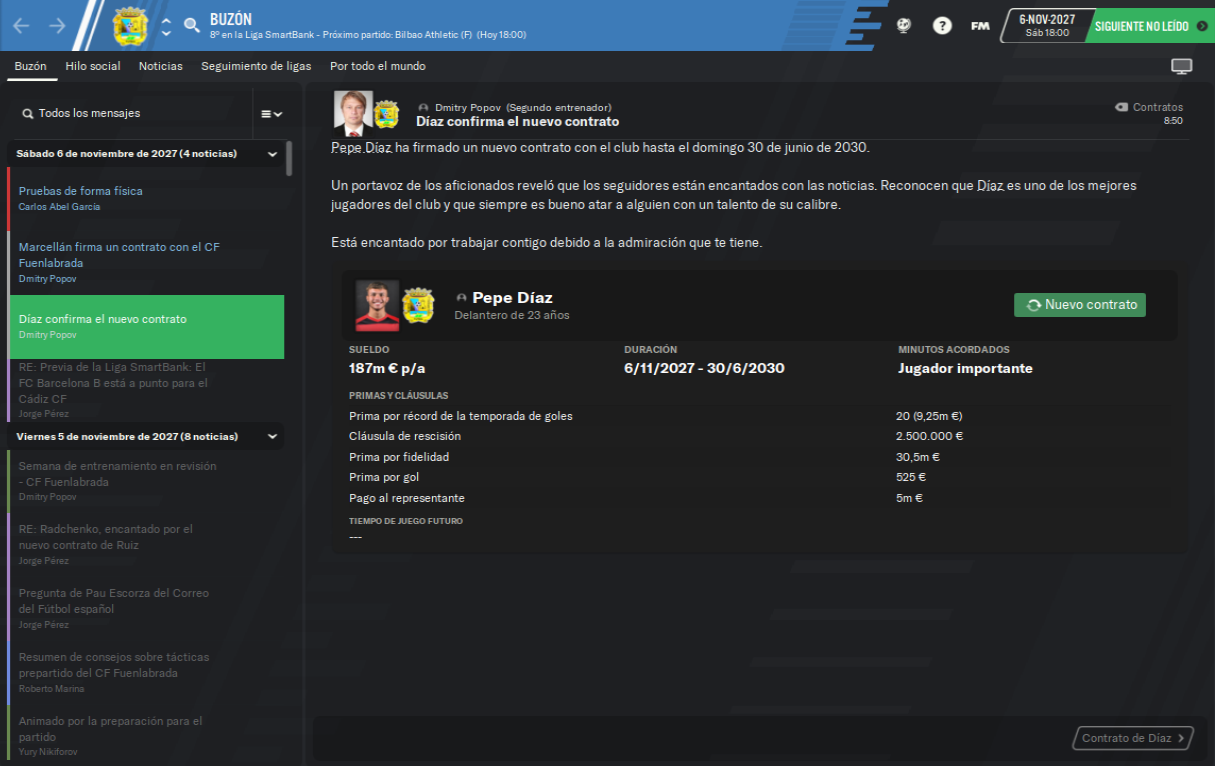 BUZÓN
8º en la Liga SmartBank - Próximo partido: Bilbao Athletic (F) (Hoy 18:00)
?
FM
6-NOV-2027
Sáb 18:00
SIGUIENTE NO LEÍDO
Buzón Hilo social Noticias Seguimiento de ligas Por todo el mundo
Todos los mensajes
Sábado 6 de noviembre de 2027 (4 noticias)
Pruebas de forma física
Carlos Abel García
Marcellán firma un contrato con el CF
Fuenlabrada
Dmitry Popov
Díaz confirma el nuevo contrato
Dmitry Popov
RE: Previa de la Liga SmartBank: El
FC Barcelona B está a punto para el
Cádiz CF
Jorge Pérez
Viernes 5 de noviembre de 2027 (8 noticias)
Semana de entrenamiento en revisión
- CF Fuenlabrada
Dmitry Popov
RE: Radchenko, encantado por el
nuevo contrato de Ruiz
Jorge Pérez
Pregunta de Pau Escorza del Correo
del Fútbol español
Jorge Pérez
Resumen de consejos sobre tácticas
prepartido del CF Fuenlabrada
Roberto Marina
Animado por la preparación para el
partido
Yury Nikiforov
Dmitry Popov (Segundo entrenador)
Díaz confirma el nuevo contrato
Contratos
8:50
Pepe Díaz ha firmado un nuevo contrato con el club hasta el domingo 30 de junio de 2030.
Un portavoz de los aficionados reveló que los seguidores están encantados con las noticias. Reconocen que Díaz es uno de los mejores
jugadores del club y que siempre es bueno atar a alguien con un talento de su calibre.
Está encantado por trabajar contigo debido a la admiración que te tiene.
Pepe Díaz
Delantero de 23 años
Nuevo contrato
SUELDO DURACIÓN MINUTOS ACORDADOS
187m € p/a 6/11/2027 - 30/6/2030 Jugador importante
PRIMAS Y CLÁUSULAS
Prima por récord de la temporada de goles 20 (9,25m €)
Cláusula de rescisión 2.500.000 €
Prima por fidelidad 30,5m €
Prima por gol 525 €
Pago al representante 5m €
TIEMPO DE JUEGO FUTURO
---
Contrato de Díaz